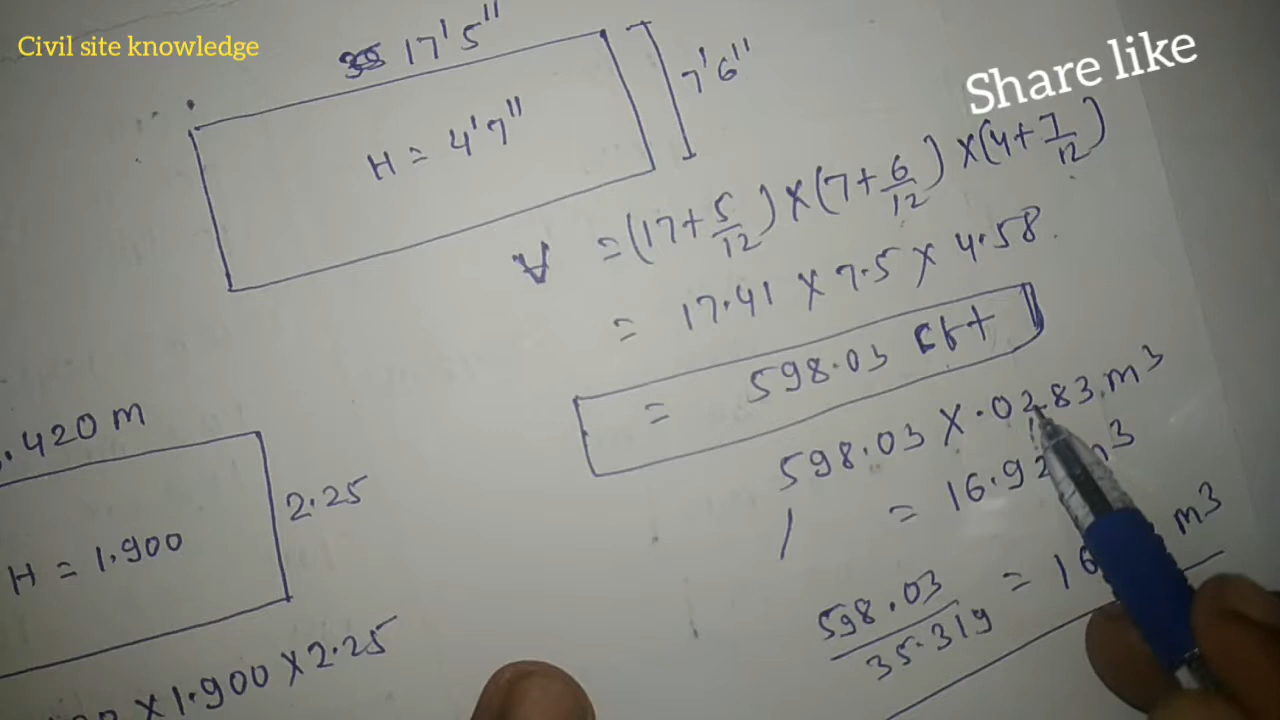 Civil site knowledge
Share like
17'5"
7'6"
H = 4'7"
V = (17+5/12)×(7+6/12)×(4+7/12)
= 17.41 × 7.5 × 4.58
= 598.03 cft
598.03 × .0283 m3
= 16.92 m3
598.03/35.319 = 16 m3
.420 m
2.25
H = 1.900
×1.900×2.25